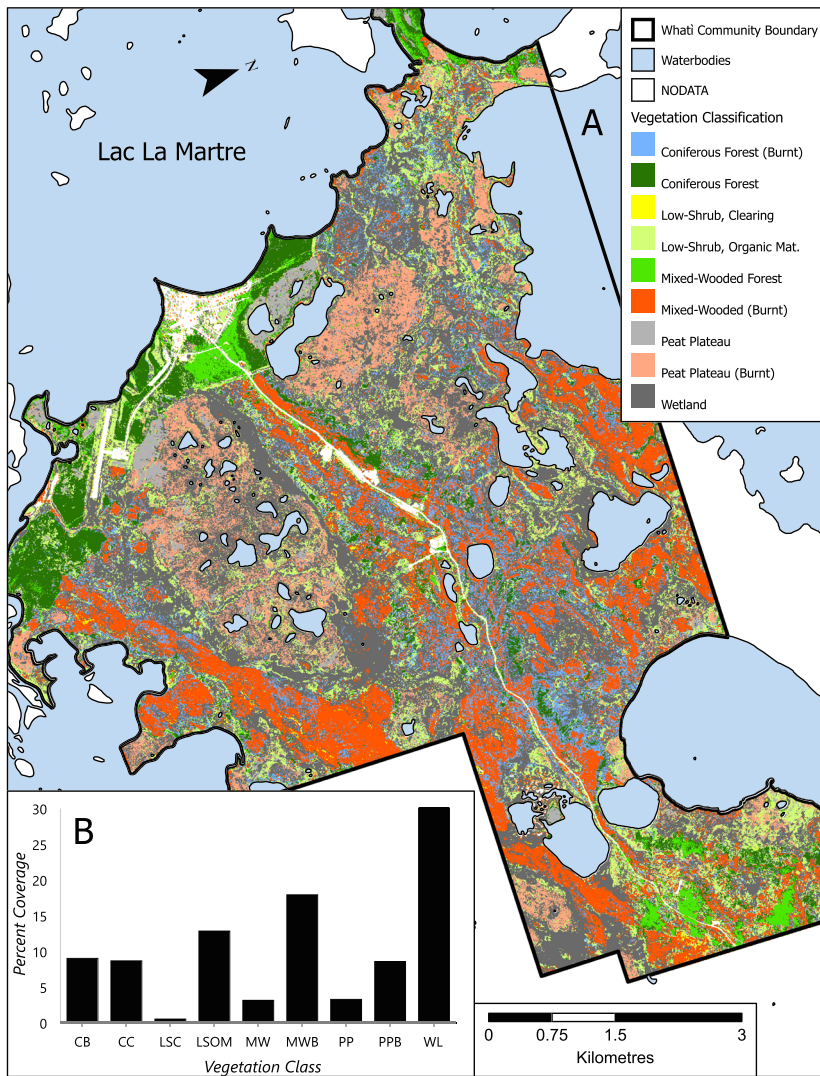 Lac La Martre
N
A
Whatì Community Boundary
Waterbodies
NODATA
Vegetation Classification
Coniferous Forest (Burnt)
Coniferous Forest
Low-Shrub, Clearing
Low-Shrub, Organic Mat.
Mixed-Wooded Forest
Mixed-Wooded (Burnt)
Peat Plateau
Peat Plateau (Burnt)
Wetland
B
Percent Coverage
30
25
20
15
10
5
0
CB CC LSC LSOM MW MWB PP PPB WL
Vegetation Class
0 0.75 1.5 3
Kilometres